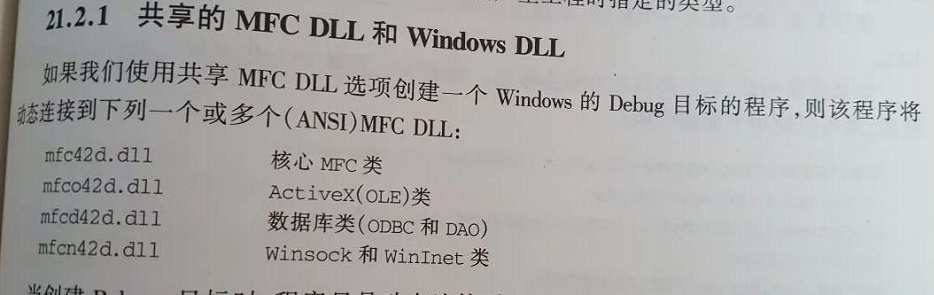 工程时指定的类型。
21.2.1 共享的 MFC DLL 和 Windows DLL
如果我们使用共享 MFC DLL 选项创建一个 Windows 的 Debug 目标的程序,则该程序将
动态连接到下列一个或多个(ANSI)MFC DLL:
mfc42d.dll 核心 MFC 类
mfco42d.dll ActiveX(OLE)类
mfcd42d.dll 数据库类(ODBC 和 DAO)
mfcn42d.dll Winsock 和 WinInet 类